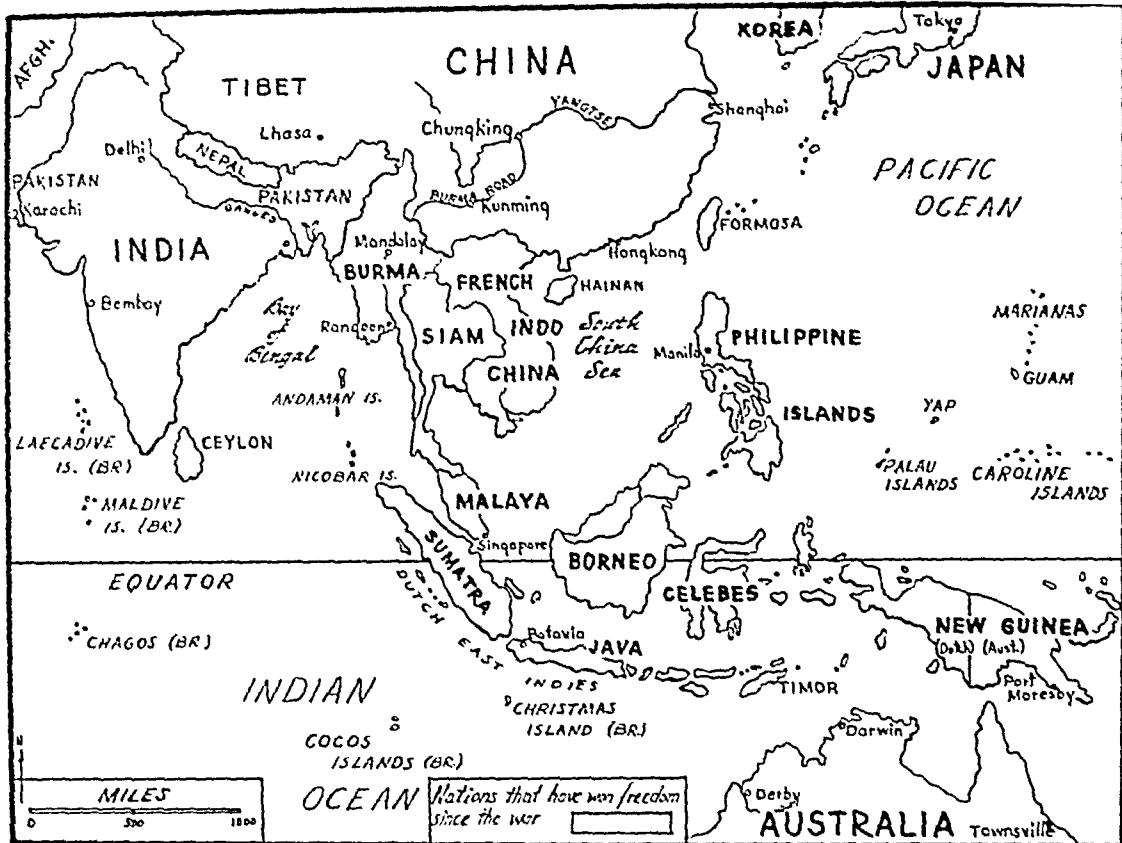 AFGH.
TIBET
CHINA
KOREA
Tokyo
JAPAN
Lhasa
Chungking
YANGTSE
Shanghai
Delhi
NEPAL
PAKISTAN
Karachi
PAKISTAN
GANGES
BURMA ROAD
Kunming
PACIFIC
OCEAN
INDIA
Mandalay
BURMA
FRENCH
INDO
CHINA
Hongkong
HAINAN
FORMOSA
Bombay
Bay
Bengal
SIAM
South
China
Sea
PHILIPPINE
ISLANDS
Manila
MARIANAS
GUAM
YAP
ANDAMAN IS.
LAECADIVE
IS. (BR)
CEYLON
NICOBAR IS.
PALAU
ISLANDS
CAROLINE
ISLANDS
MALDIVE
IS. (BR.)
MALAYA
Singapore
SUMATRA
BORNEO
CELEBES
EQUATOR
DUTCH EAST INDIES
CHAGOS (BR)
Batavia
JAVA
NEW GUINEA
(Dutch) (Aust.)
Port
Moresby
TIMOR
INDIAN
OCEAN
CHRISTMAS
ISLAND (BR.)
COCOS
ISLANDS (BR.)
Darwin
Derby
AUSTRALIA
Townsville
N
MILES
0 500 1000
Nations that have won freedom
since the war